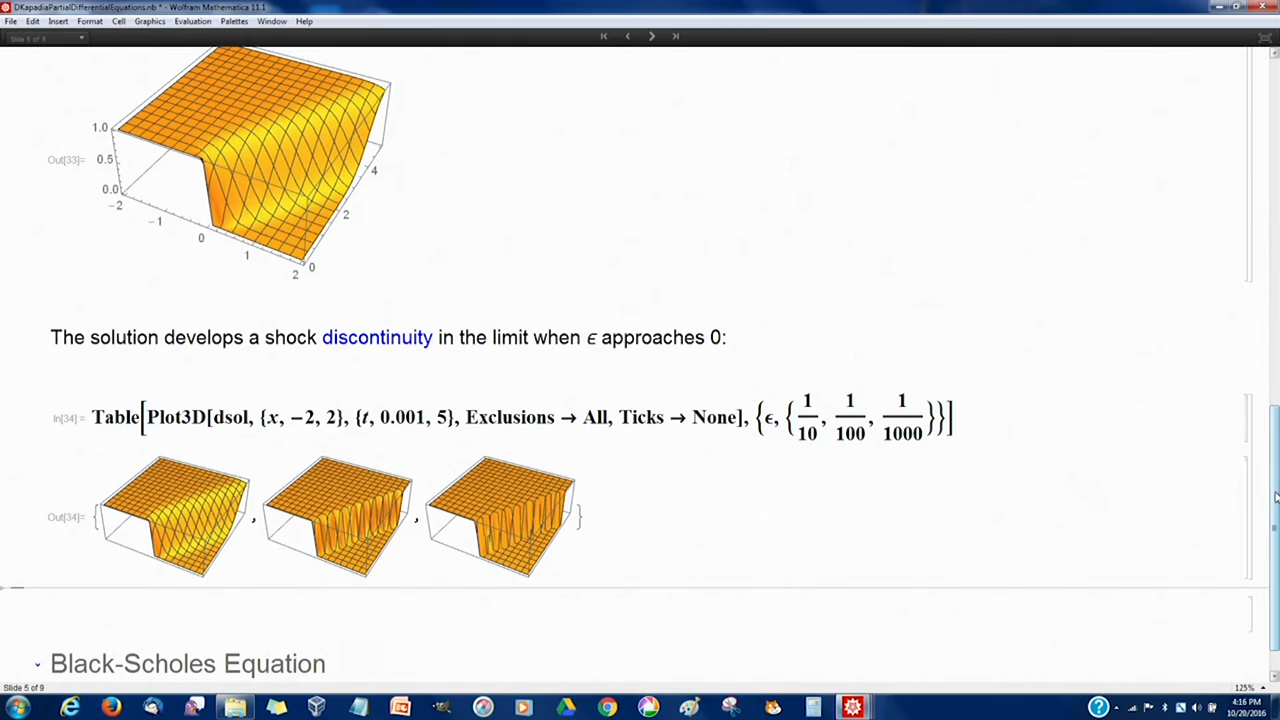 DKapadiaPartialDifferentialEquations.nb * - Wolfram Mathematica 11.1
File Edit Insert Format Cell Graphics Evaluation Palettes Window Help
Slide 5 of 9
1.0
0.5
0.0
-2
-1
0
1
2
0
2
4
Out[33]=
The solution develops a shock discontinuity in the limit when ϵ approaches 0:
In[34]:= Table[Plot3D[dsol, {x, -2, 2}, {t, 0.001, 5}, Exclusions → All, Ticks → None], {ϵ, {1/10, 1/100, 1/1000}}]
Out[34]= { , , }
Black-Scholes Equation
Slide 5 of 9
125%
4:16 PM
10/20/2016